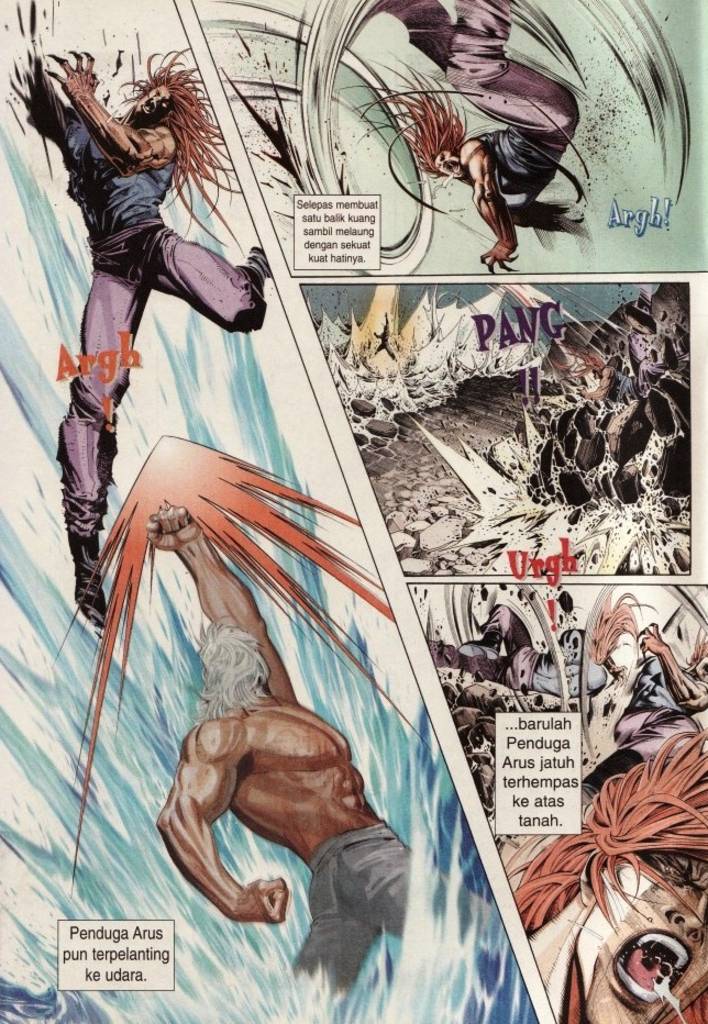 Argh
!
Penduga Arus
pun terpelanting
ke udara.
Selepas membuat
satu balik kuang
sambil melaung
dengan sekuat
kuat hatinya.
Argh!
PANG
!!
Urgh
!
...barulah
Penduga
Arus jatuh
terhempas
ke atas
tanah.